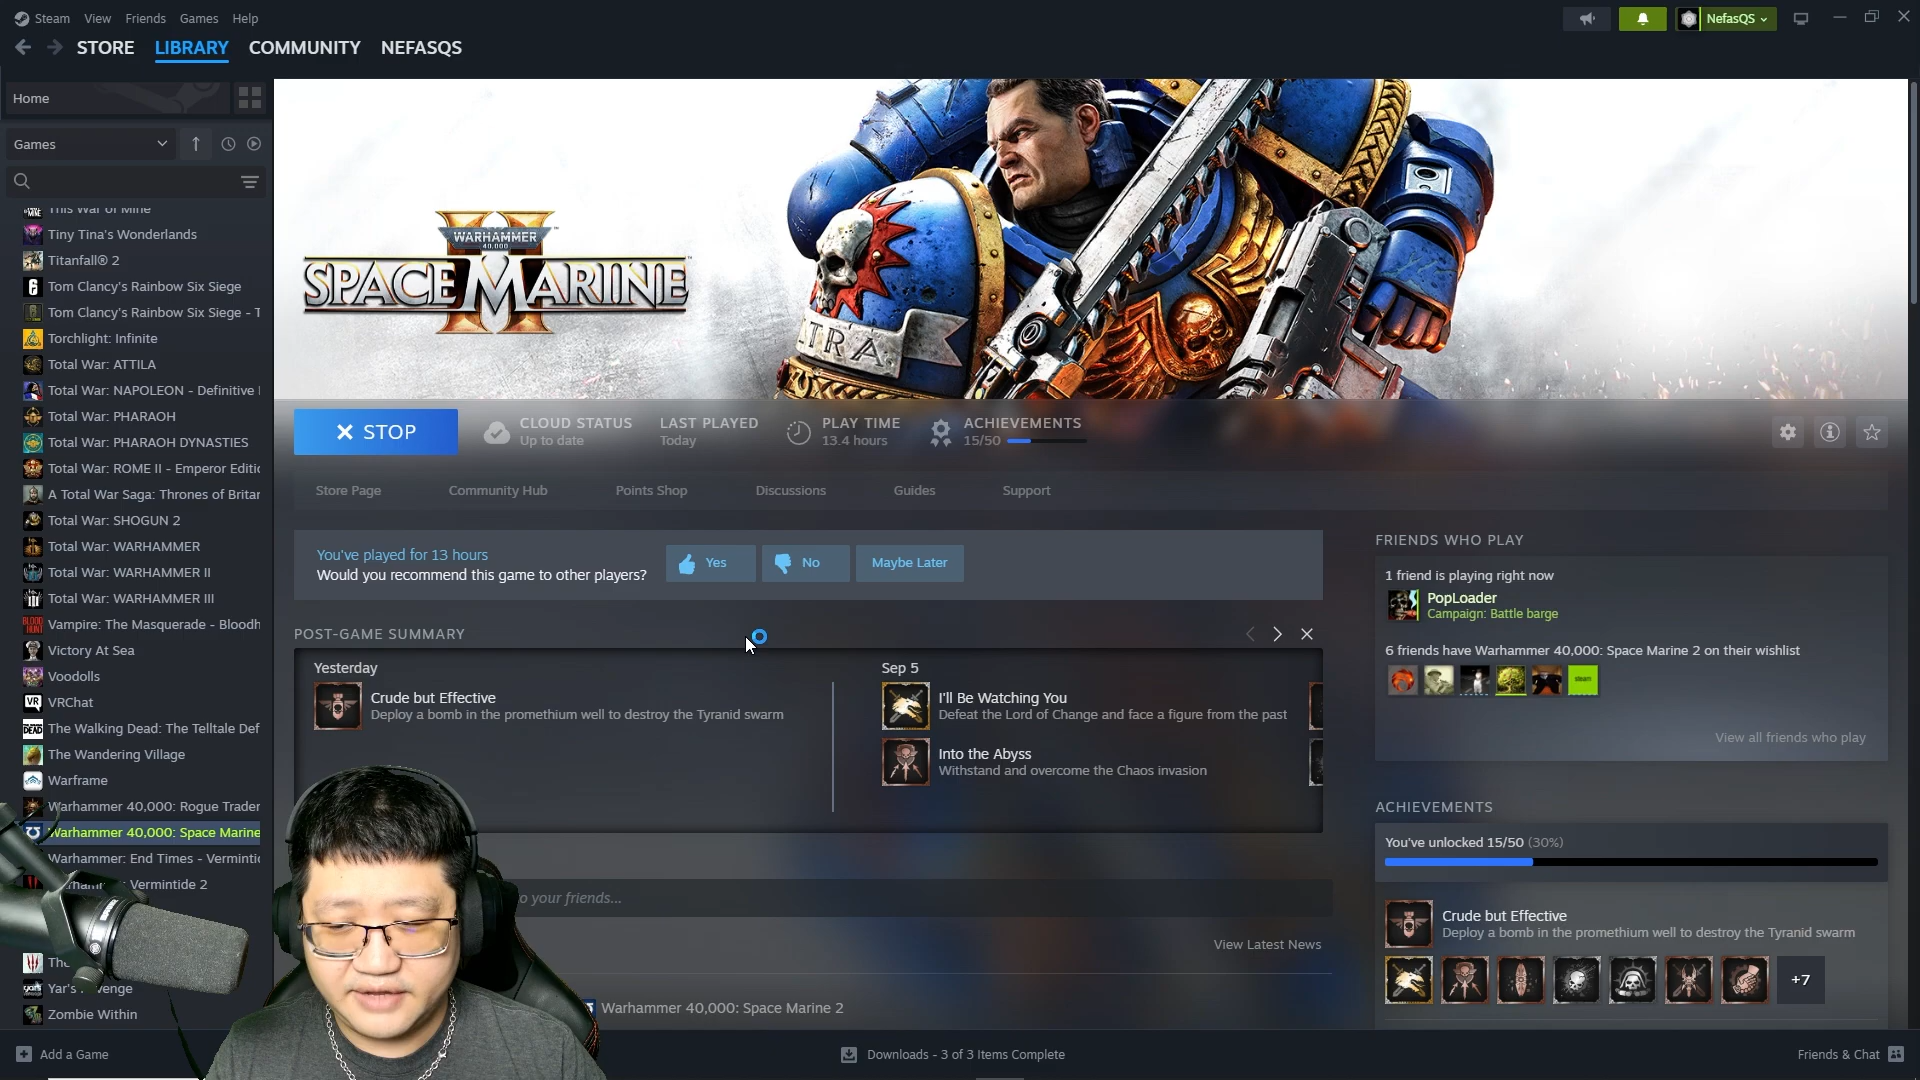 Steam View Friends Games Help
NefasQS
STORE LIBRARY COMMUNITY NEFASQS
Home
Games
This War of Mine
Tiny Tina's Wonderlands
Titanfall® 2
Tom Clancy's Rainbow Six Siege
Tom Clancy's Rainbow Six Siege - T
Torchlight: Infinite
Total War: ATTILA
Total War: NAPOLEON - Definitive
Total War: PHARAOH
Total War: PHARAOH DYNASTIES
Total War: ROME II - Emperor Editi
A Total War Saga: Thrones of Britar
Total War: SHOGUN 2
Total War: WARHAMMER
Total War: WARHAMMER II
Total War: WARHAMMER III
Vampire: The Masquerade - Bloodh
Victory At Sea
Voodolls
VRChat
The Walking Dead: The Telltale Def
The Wandering Village
Warframe
Warhammer 40,000: Rogue Trader
Warhammer 40,000: Space Marine
Warhammer: End Times - Verminti
Vermintide 2
The
Yar's
Zombie Within
WARHAMMER
40,000
SPACE MARINE
II
TRA
STOP
CLOUD STATUS
Up to date
LAST PLAYED
Today
PLAY TIME
13.4 hours
ACHIEVEMENTS
15/50
Store Page Community Hub Points Shop Discussions Guides Support
You've played for 13 hours
Would you recommend this game to other players?
Yes No Maybe Later
POST-GAME SUMMARY
Yesterday
Crude but Effective
Deploy a bomb in the promethium well to destroy the Tyranid swarm
Sep 5
I'll Be Watching You
Defeat the Lord of Change and face a figure from the past
Into the Abyss
Withstand and overcome the Chaos invasion
o your friends...
View Latest News
Warhammer 40,000: Space Marine 2
FRIENDS WHO PLAY
1 friend is playing right now
PopLoader
Campaign: Battle barge
6 friends have Warhammer 40,000: Space Marine 2 on their wishlist
steam
View all friends who play
ACHIEVEMENTS
You've unlocked 15/50 (30%)
Crude but Effective
Deploy a bomb in the promethium well to destroy the Tyranid swarm
+7
Add a Game
Downloads - 3 of 3 Items Complete
Friends & Chat